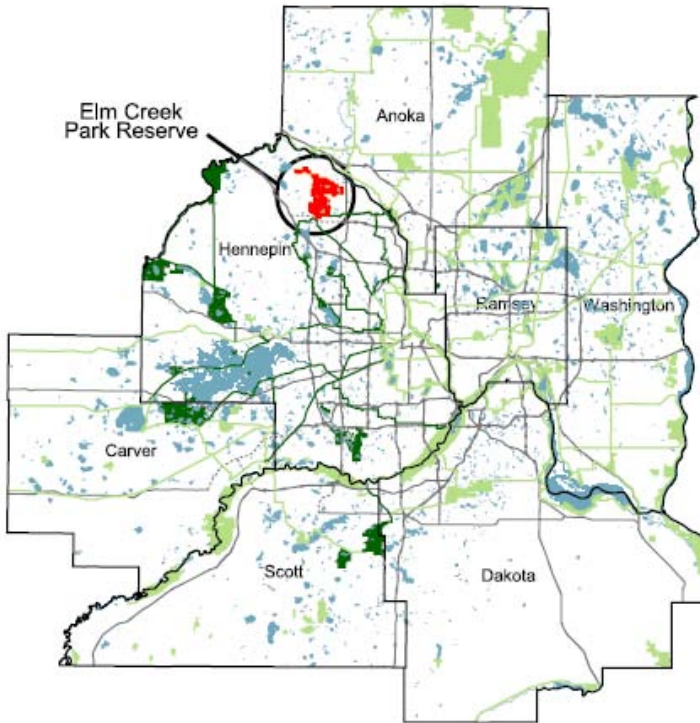 Elm Creek
Park Reserve
Anoka
Hennepin
Ramsey
Washington
Carver
Scott
Dakota